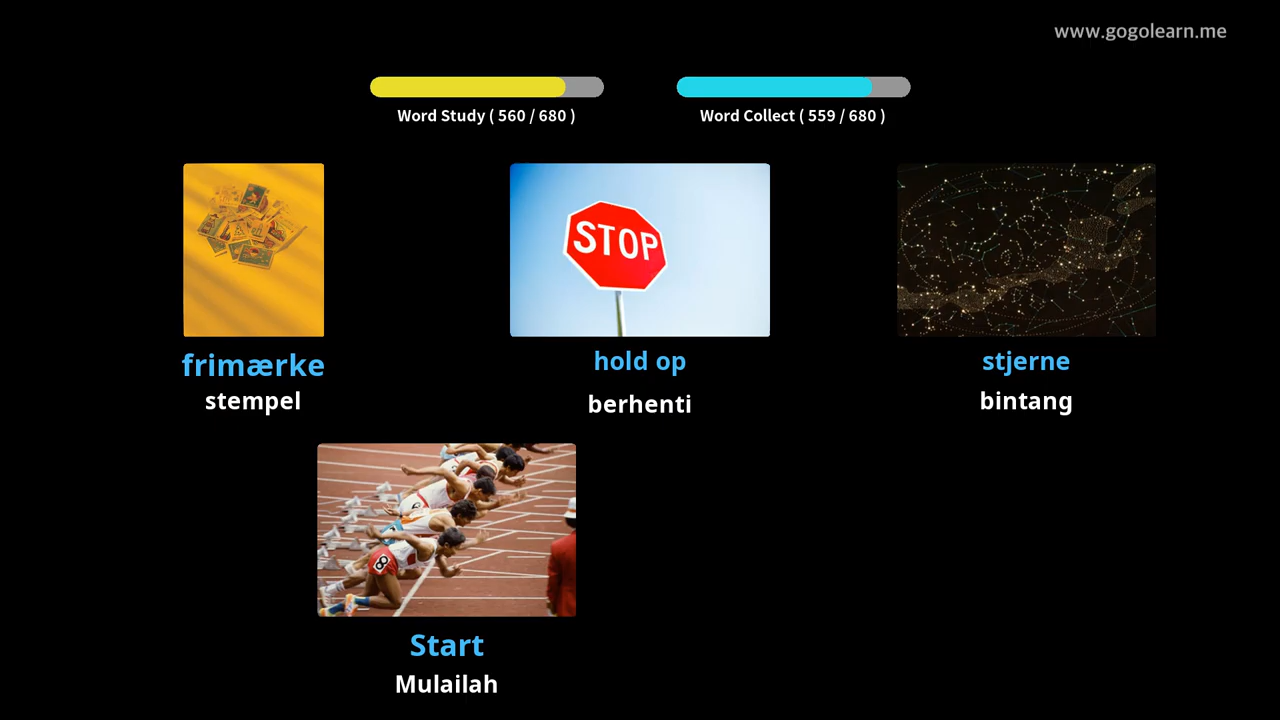 www.gogolearn.me
Word Study ( 560 / 680 )
Word Collect ( 559 / 680 )
STOP
frimærke
stempel
hold op
berhenti
stjerne
bintang
8
Start
Mulailah